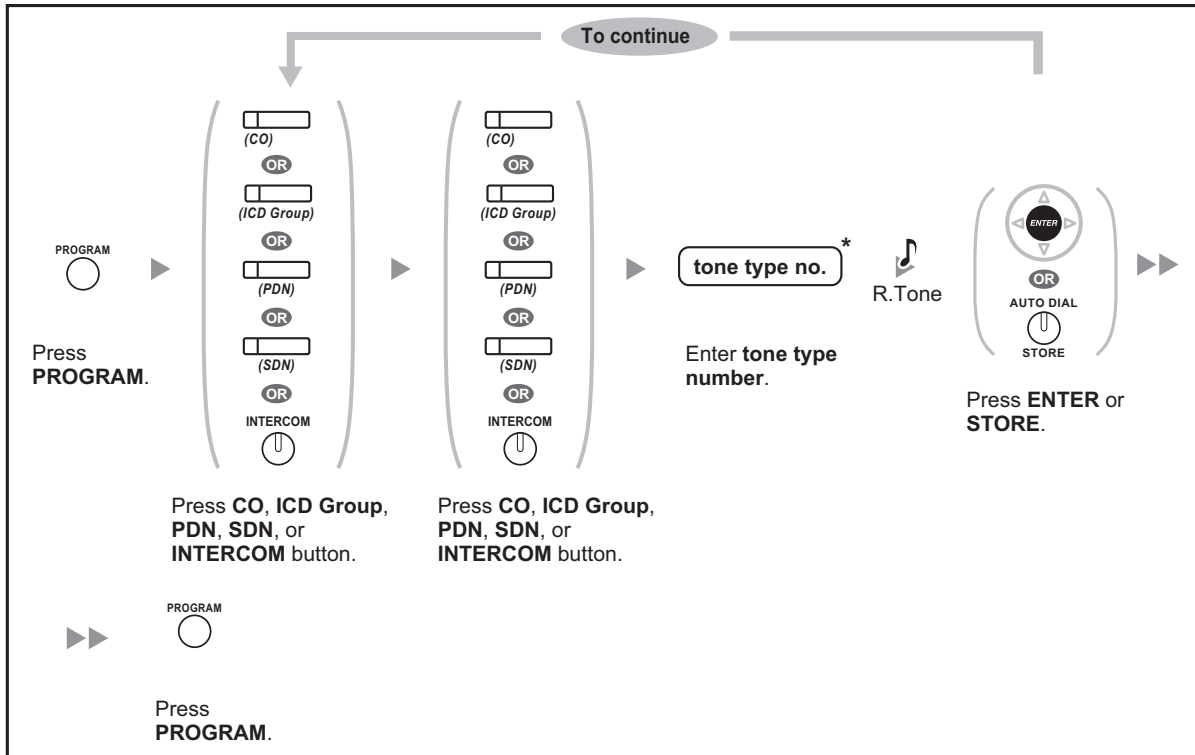 To continue
(CO)
OR
(ICD Group)
OR
(PDN)
OR
(SDN)
OR
INTERCOM
(CO)
OR
(ICD Group)
OR
(PDN)
OR
(SDN)
OR
INTERCOM
PROGRAM
Press
PROGRAM.
Press CO, ICD Group,
PDN, SDN, or
INTERCOM button.
Press CO, ICD Group,
PDN, SDN, or
INTERCOM button.
tone type no.*
Enter tone type
number.
R.Tone
ENTER
OR
AUTO DIAL
STORE
Press ENTER or
STORE.
PROGRAM
Press
PROGRAM.